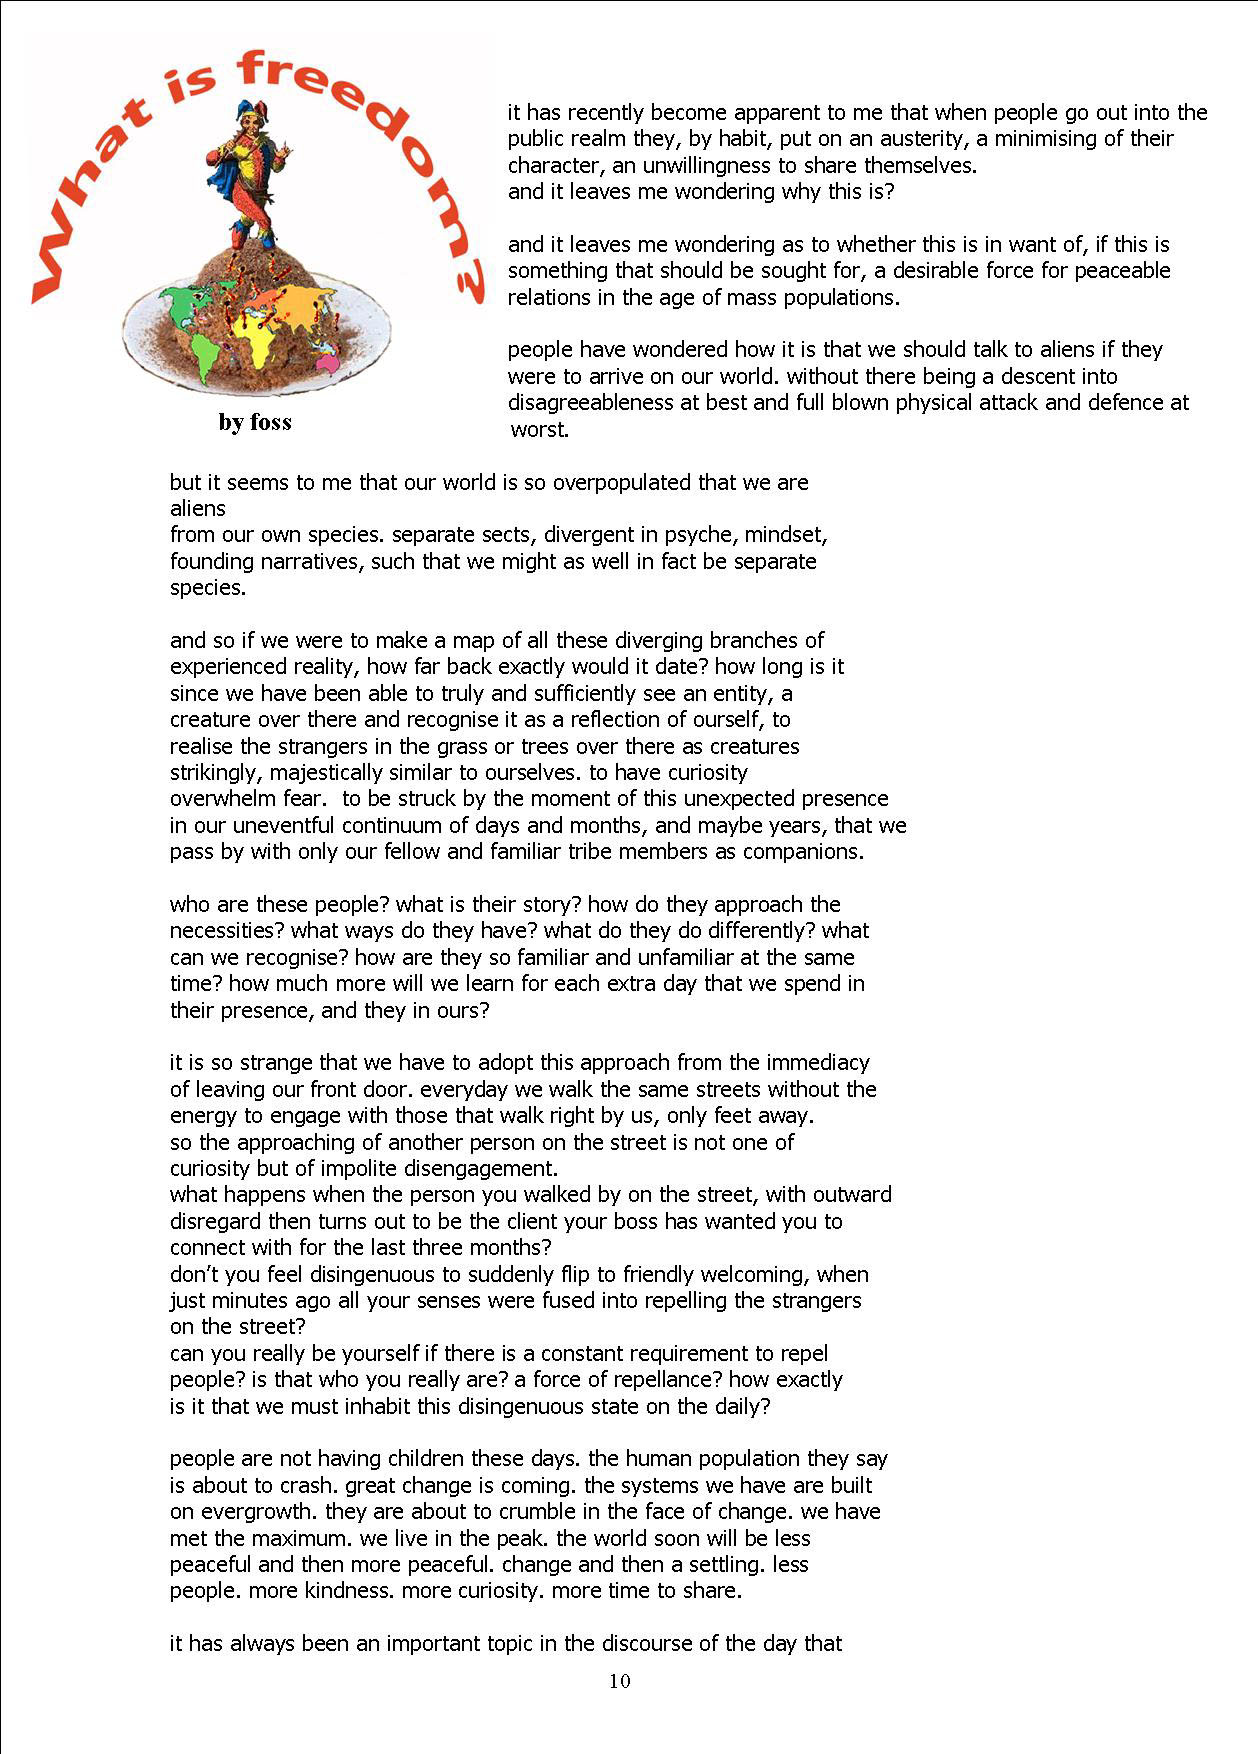 What is freedom?
by foss
it has recently become apparent to me that when people go out into the
public realm they, by habit, put on an austerity, a minimising of their
character, an unwillingness to share themselves.
and it leaves me wondering why this is?
and it leaves me wondering as to whether this is in want of, if this is
something that should be sought for, a desirable force for peaceable
relations in the age of mass populations.
people have wondered how it is that we should talk to aliens if they
were to arrive on our world. without there being a descent into
disagreeableness at best and full blown physical attack and defence at
worst.
but it seems to me that our world is so overpopulated that we are
aliens
from our own species. separate sects, divergent in psyche, mindset,
founding narratives, such that we might as well in fact be separate
species.
and so if we were to make a map of all these diverging branches of
experienced reality, how far back exactly would it date? how long is it
since we have been able to truly and sufficiently see an entity, a
creature over there and recognise it as a reflection of ourself, to
realise the strangers in the grass or trees over there as creatures
strikingly, majestically similar to ourselves. to have curiosity
overwhelm fear.  to be struck by the moment of this unexpected presence
in our uneventful continuum of days and months, and maybe years, that we
pass by with only our fellow and familiar tribe members as companions.
who are these people? what is their story? how do they approach the
necessities? what ways do they have? what do they do differently? what
can we recognise? how are they so familiar and unfamiliar at the same
time? how much more will we learn for each extra day that we spend in
their presence, and they in ours?
it is so strange that we have to adopt this approach from the immediacy
of leaving our front door. everyday we walk the same streets without the
energy to engage with those that walk right by us, only feet away.
so the approaching of another person on the street is not one of
curiosity but of impolite disengagement.
what happens when the person you walked by on the street, with outward
disregard then turns out to be the client your boss has wanted you to
connect with for the last three months?
don’t you feel disingenuous to suddenly flip to friendly welcoming, when
just minutes ago all your senses were fused into repelling the strangers
on the street?
can you really be yourself if there is a constant requirement to repel
people? is that who you really are? a force of repellance? how exactly
is it that we must inhabit this disingenuous state on the daily?
people are not having children these days. the human population they say
is about to crash. great change is coming. the systems we have are built
on evergrowth. they are about to crumble in the face of change. we have
met the maximum. we live in the peak. the world soon will be less
peaceful and then more peaceful. change and then a settling. less
people. more kindness. more curiosity. more time to share.
it has always been an important topic in the discourse of the day that
10